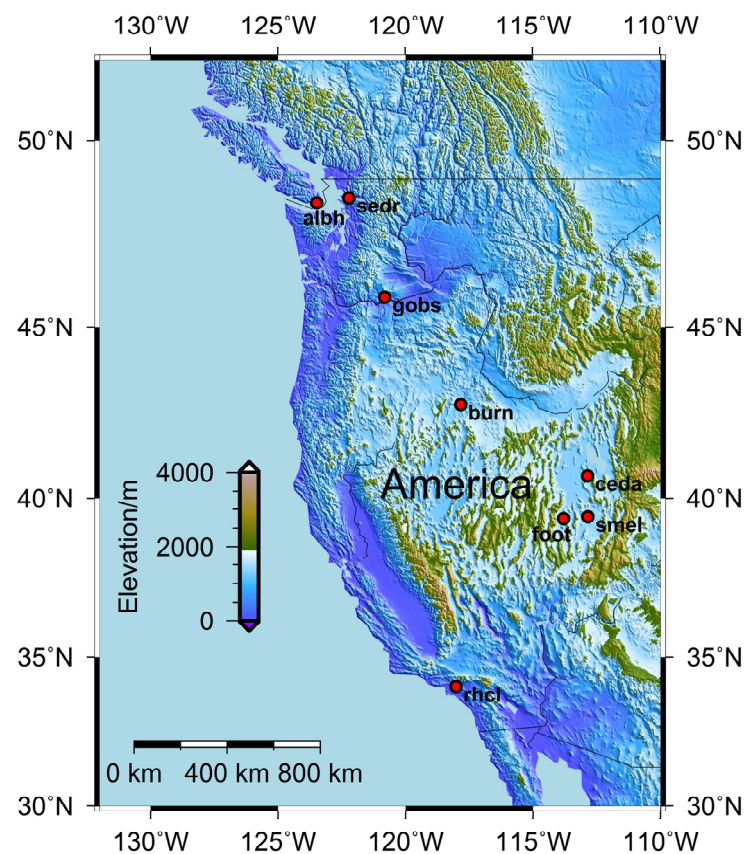 130°W 125°W 120°W 115°W 110°W
50°N 50°N
albh sedr
gobs
45°N 45°N
burn
4000
America
ceda
40°N 40°N
2000
foot smel
Elevation/m
0
35°N 35°N
rhcl
0 km 400 km 800 km
30°N 30°N
130°W 125°W 120°W 115°W 110°W